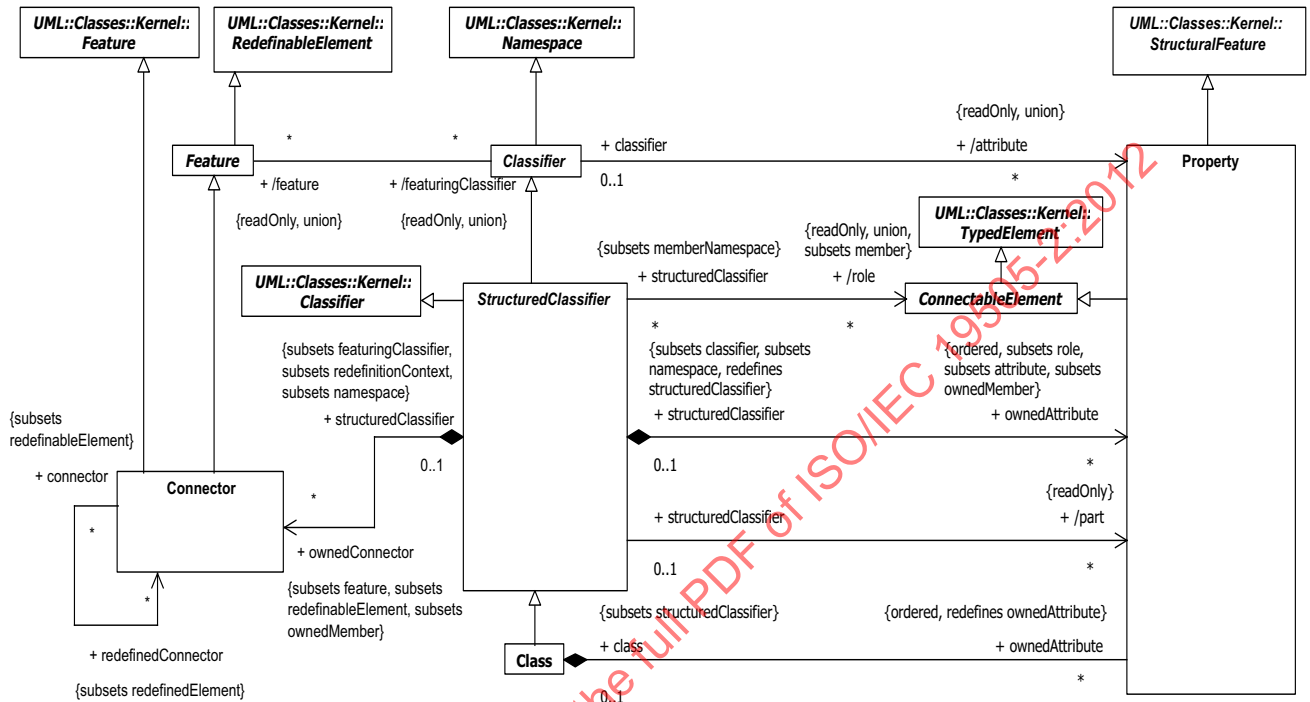 UML::Classes::Kernel::
Feature
UML::Classes::Kernel::
RedefinableElement
UML::Classes::Kernel::
Namespace
UML::Classes::Kernel::
StructuralFeature
Feature
*
*
+ /feature
{readOnly, union}
+ /featuringClassifier
{readOnly, union}
Classifier
+ classifier
0..1
{readOnly, union}
+ /attribute
*
Property
UML::Classes::Kernel::
TypedElement
ConnectableElement
UML::Classes::Kernel::
Classifier
StructuredClassifier
{subsets memberNamespace}
+ structuredClassifier
*
{readOnly, union,
subsets member}
+ /role
*
{subsets featuringClassifier,
subsets redefinitionContext,
subsets namespace}
+ structuredClassifier
0..1
{subsets classifier, subsets
namespace, redefines
structuredClassifier}
+ structuredClassifier
0..1
{ordered, subsets role,
subsets attribute, subsets
ownedMember}
+ ownedAttribute
*
{subsets
redefinableElement}
+ connector
*
Connector
*
+ ownedConnector
{subsets feature, subsets
redefinableElement, subsets
ownedMember}
*
+ redefinedConnector
{subsets redefinedElement}
+ structuredClassifier
0..1
{readOnly}
+ /part
*
Class
{subsets structuredClassifier}
+ class
0..1
{ordered, redefines ownedAttribute}
+ ownedAttribute
*
the full PDF of ISO/IEC 19505-2:2012